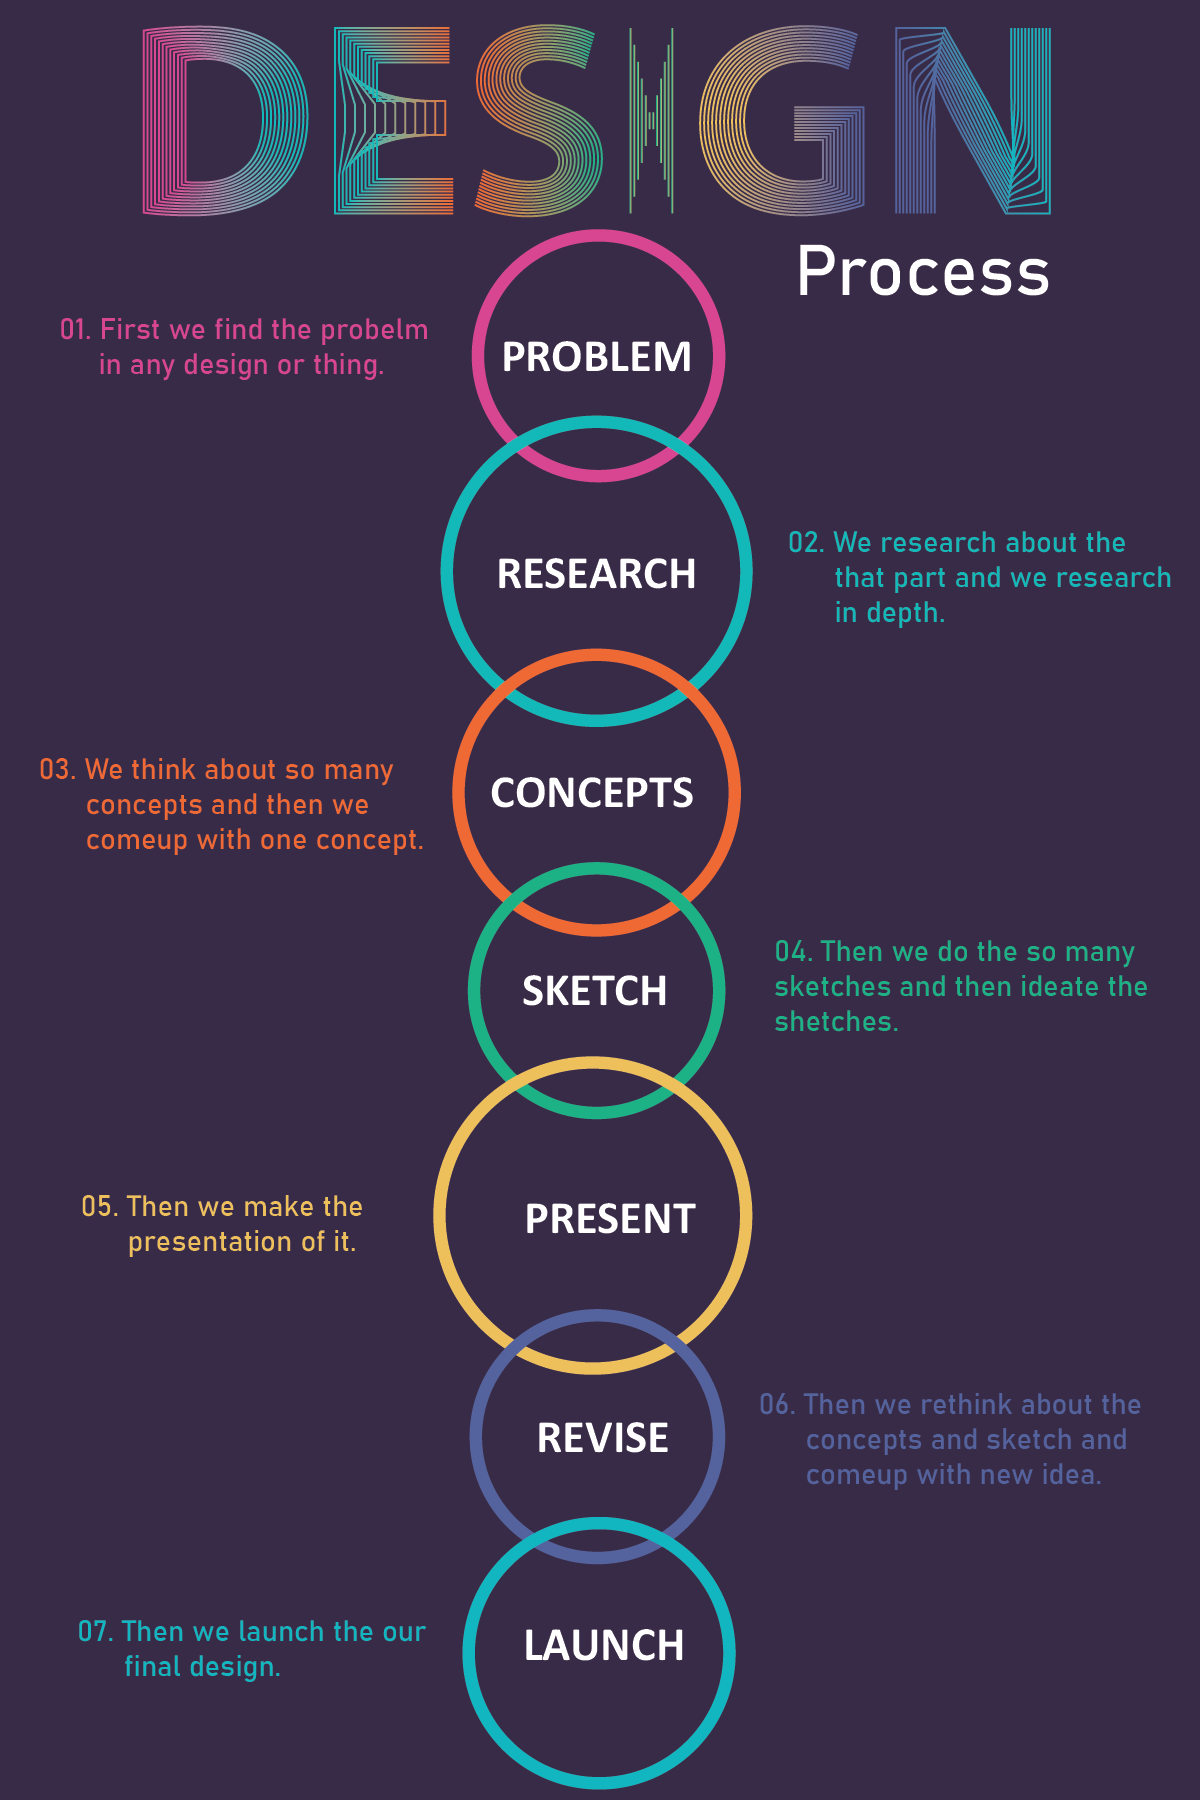 DESIGN
Process
PROBLEM
01. First we find the probelm
in any design or thing.
RESEARCH
02. We research about the
that part and we research
in depth.
CONCEPTS
03. We think about so many
concepts and then we
comeup with one concept.
SKETCH
04. Then we do the so many
sketches and then ideate the
shetches.
PRESENT
05. Then we make the
presentation of it.
REVISE
06. Then we rethink about the
concepts and sketch and
comeup with new idea.
LAUNCH
07. Then we launch the our
final design.